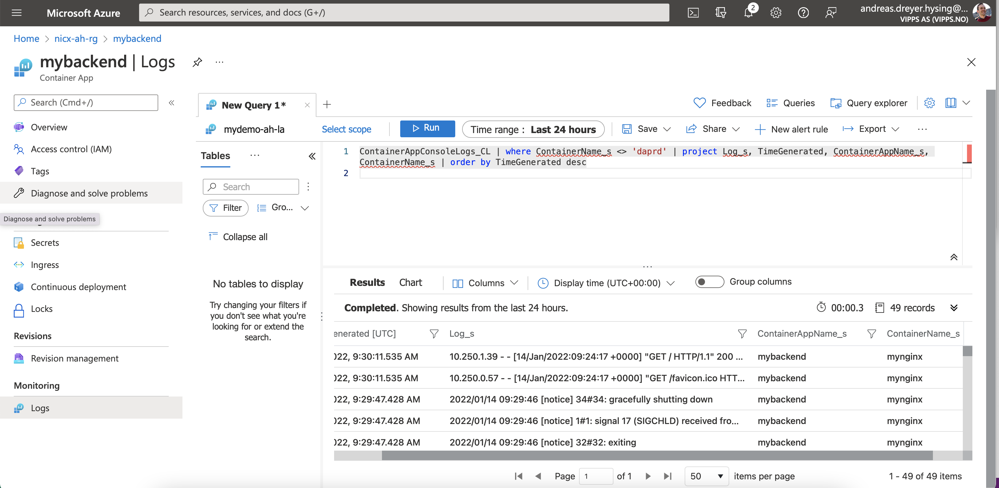 Microsoft Azure
Search resources, services, and docs (G+/)
2
andreas.dreyer.hysing@...
VIPPS AS (VIPPS.NO)
Home > nicx-ah-rg > mybackend
mybackend | Logs
Container App
Search (Cmd+/)
Overview
Access control (IAM)
Tags
Diagnose and solve problems
Diagnose and solve problems
Secrets
Ingress
Continuous deployment
Locks
Revisions
Revision management
Monitoring
Logs
New Query 1*
Feedback
Queries
Query explorer
mydemo-ah-la
Select scope
Run
Time range : Last 24 hours
Save
Share
New alert rule
Export
Tables
Search
Filter
Gro...
Collapse all
No tables to display
Try changing your filters if
you don't see what you're
looking for or extend the
search.
1 ContainerAppConsoleLogs_CL | where ContainerName_s <> 'daprd' | project Log_s, TimeGenerated, ContainerAppName_s,
ContainerName_s | order by TimeGenerated desc
2
Results
Chart
Columns
Display time (UTC+00:00)
Group columns
Completed. Showing results from the last 24 hours.
00:00.3
49 records
enerated [UTC] Log_s ContainerAppName_s ContainerName_s
022, 9:30:11.535 AM 10.250.1.39 - - [14/Jan/2022:09:24:17 +0000] "GET / HTTP/1.1" 200 ... mybackend mynginx
022, 9:30:11.535 AM 10.250.0.57 - - [14/Jan/2022:09:24:17 +0000] "GET /favicon.ico HTT... mybackend mynginx
022, 9:29:47.428 AM 2022/01/14 09:29:46 [notice] 34#34: gracefully shutting down mybackend mynginx
022, 9:29:47.428 AM 2022/01/14 09:29:46 [notice] 1#1: signal 17 (SIGCHLD) received fro... mybackend mynginx
022, 9:29:47.428 AM 2022/01/14 09:29:46 [notice] 32#32: exiting mybackend mynginx
Page 1 of 1
50 items per page
1 - 49 of 49 items